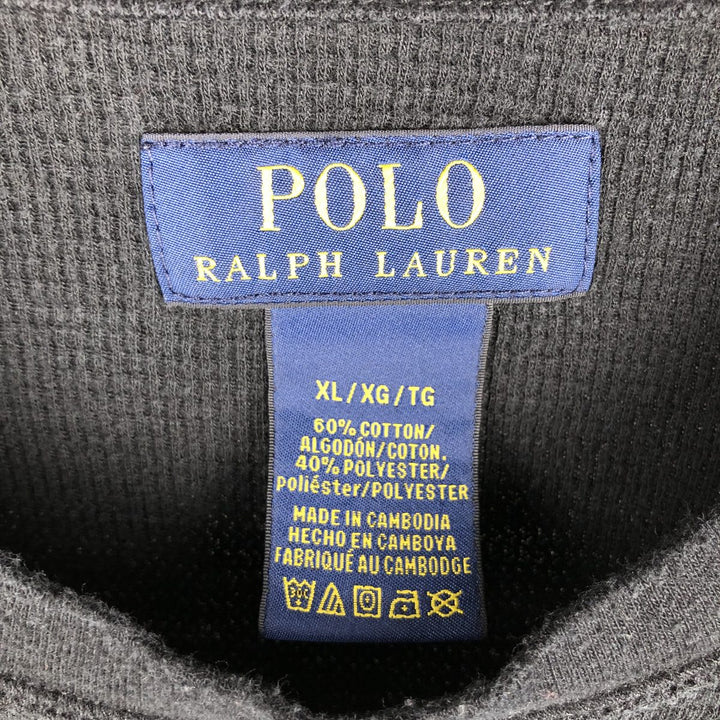 POLO
RALPH LAUREN
XL/XG/TG
60% COTTON/
ALGODÓN/COTON.
40% POLYESTER/
poliéster/POLYESTER
MADE IN CAMBODIA
HECHO EN CAMBOYA
FABRIQUÉ AU CAMBODGE
30C